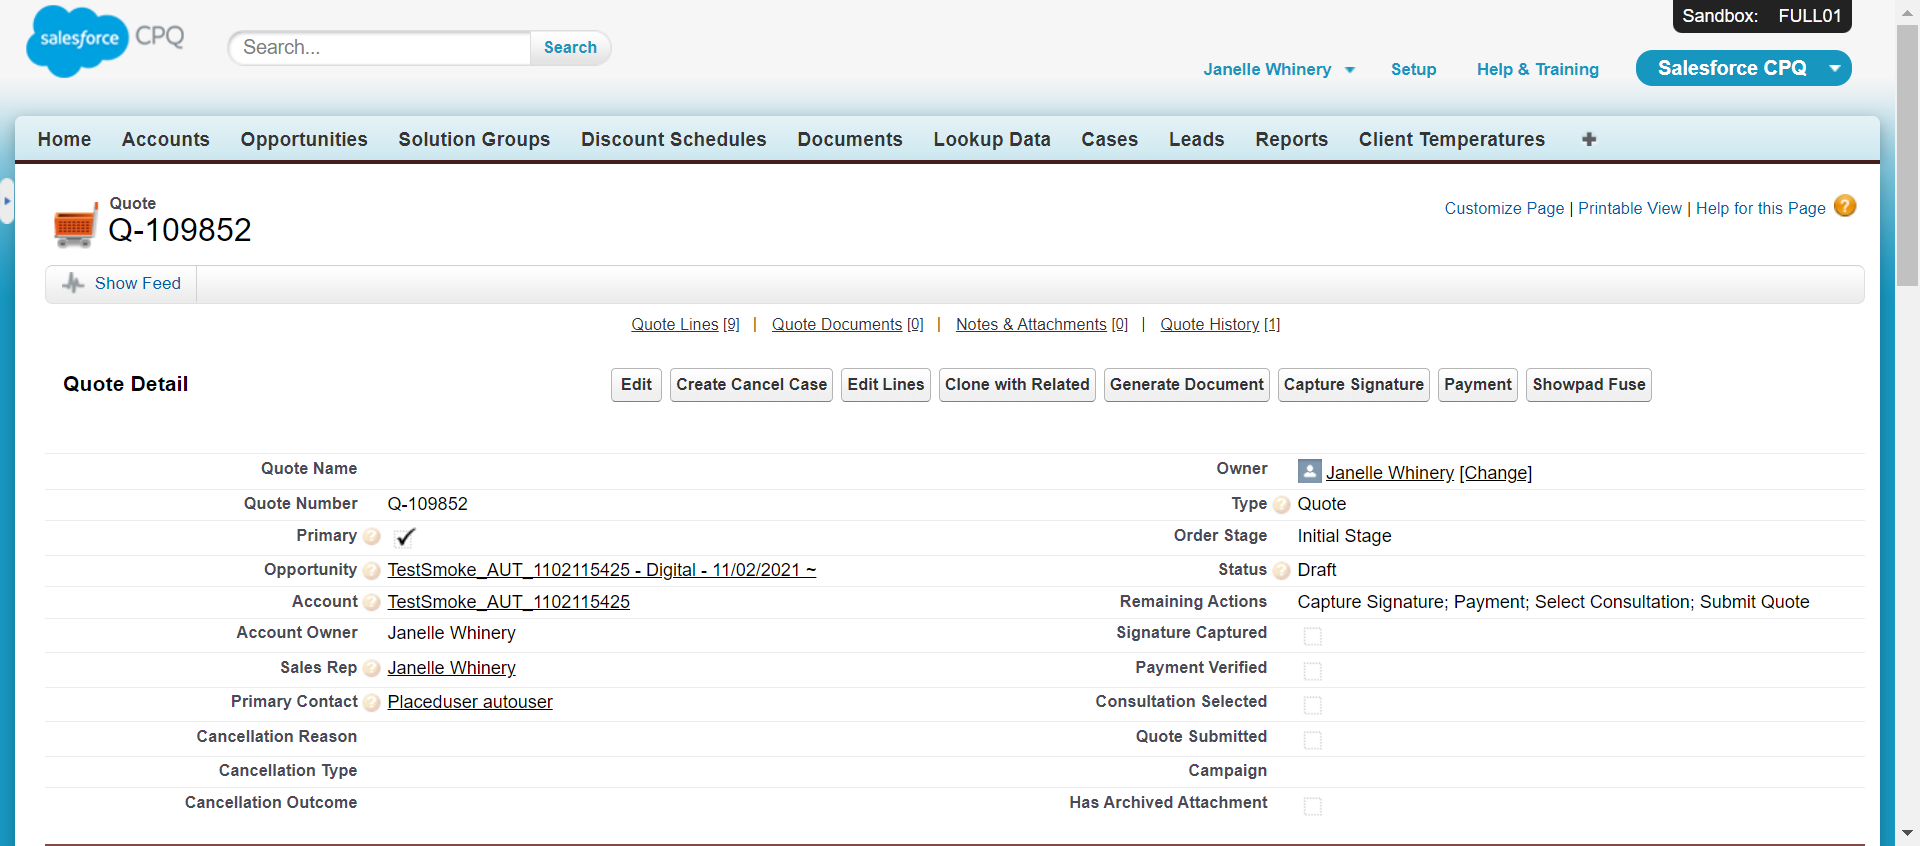 Sandbox: FULL01
salesforce CPQ
Search...
Search
Janelle Whinery
Setup
Help & Training
Salesforce CPQ
Home Accounts Opportunities Solution Groups Discount Schedules Documents Lookup Data Cases Leads Reports Client Temperatures +
Quote
Q-109852
Customize Page | Printable View | Help for this Page ?
Show Feed
Quote Lines [9] | Quote Documents [0] | Notes & Attachments [0] | Quote History [1]
Quote Detail
Edit Create Cancel Case Edit Lines Clone with Related Generate Document Capture Signature Payment Showpad Fuse
Quote Name
Owner Janelle Whinery [Change]
Quote Number Q-109852
Type ? Quote
Primary ?
Order Stage Initial Stage
Opportunity ? TestSmoke_AUT_1102115425 - Digital - 11/02/2021 ~
Status ? Draft
Account ? TestSmoke_AUT_1102115425
Remaining Actions Capture Signature; Payment; Select Consultation; Submit Quote
Account Owner Janelle Whinery
Signature Captured
Sales Rep ? Janelle Whinery
Payment Verified
Primary Contact ? Placeduser autouser
Consultation Selected
Cancellation Reason
Quote Submitted
Cancellation Type
Campaign
Cancellation Outcome
Has Archived Attachment